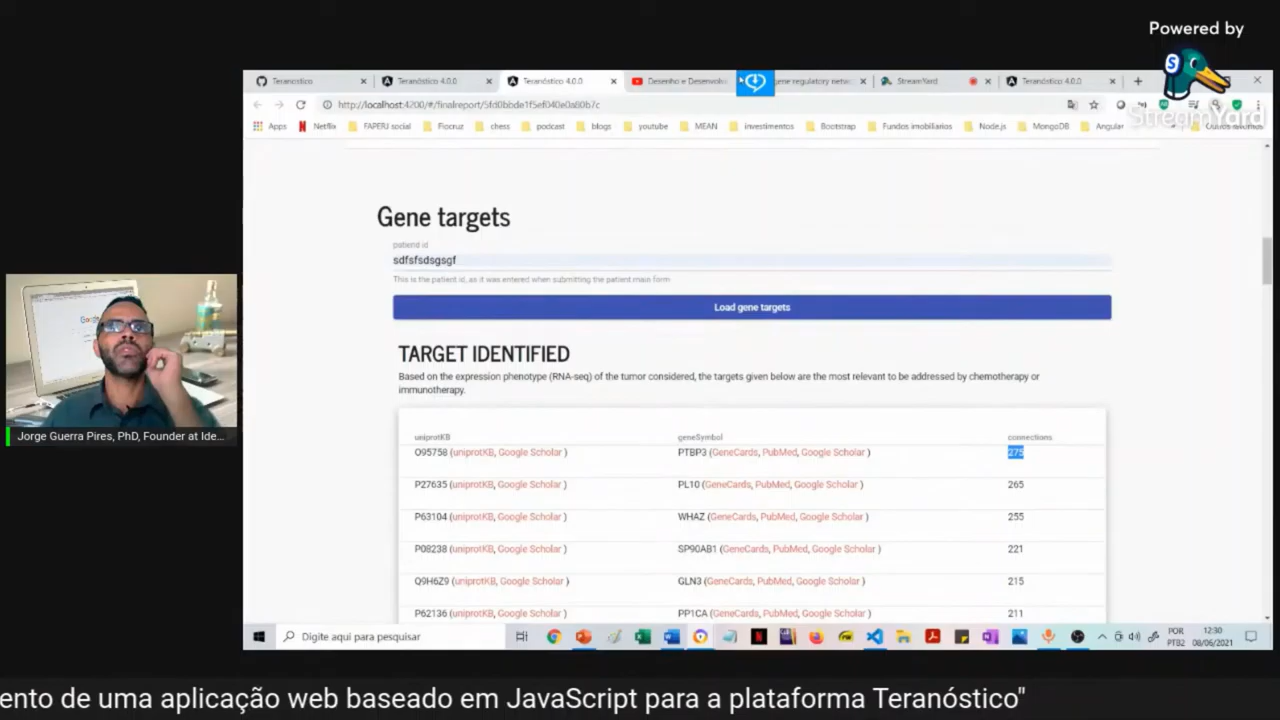 Powered by
StreamYard
Teranostico
Teranóstico 4.0.0
Teranóstico 4.0.0
Desenho e Desenvolv
gene regulatory netw
StreamYard
Teranóstico 4.0.0
Apps
Netflix
FAPERJ social
Fiocruz
chess
podcast
blogs
youtube
MEAN
investimentos
Bootstrap
Fundos imobiliarios
Node.js
MongoDB
Angular
Gene targets
patiend id
sdfsfsdsgsgf
This is the patient id, as it was entered when submitting the patient main form
Load gene targets
TARGET IDENTIFIED
Based on the expression phenotype (RNA-seq) of the tumor considered, the targets given below are the most relevant to be addressed by chemotherapy or
immunotherapy.
uniprotKB geneSymbol connections
O95758 (uniprotKB, Google Scholar ) PTBP3 (GeneCards, PubMed, Google Scholar ) 275
P27635 (uniprotKB, Google Scholar ) PL10 (GeneCards, PubMed, Google Scholar ) 265
P63104 (uniprotKB, Google Scholar ) WHAZ (GeneCards, PubMed, Google Scholar ) 255
P08238 (uniprotKB, Google Scholar ) SP90AB1 (GeneCards, PubMed, Google Scholar ) 221
Q9H6Z9 (uniprotKB, Google Scholar ) GLN3 (GeneCards, PubMed, Google Scholar ) 215
P62136 (uniprotKB, Google Scholar ) PP1CA (GeneCards, PubMed, Google Scholar ) 211
Jorge Guerra Pires, PhD, Founder at Ide...
Digite aqui para pesquisar
POR
PTB2
12:30
08/06/2021
ento de uma aplicação web baseado em JavaScript para a plataforma Teranóstico"